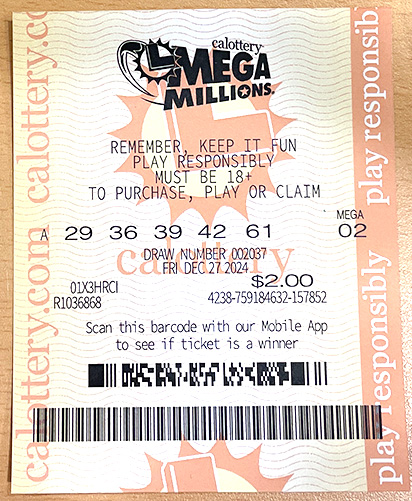 calottery
MEGA
MILLIONS.
REMEMBER, KEEP IT FUN
PLAY RESPONSIBLY
MUST BE 18+
TO PURCHASE, PLAY OR CLAIM
MEGA
A 29 36 39 42 61 02
DRAW NUMBER 002037
FRI DEC 27 2024
calottery
01X3HRCI $2.00
R1036868 4238-759184632-157852
Scan this barcode with our Mobile App
to see if ticket is a winner
calottery.com calottery.c
play responsibly play responsib